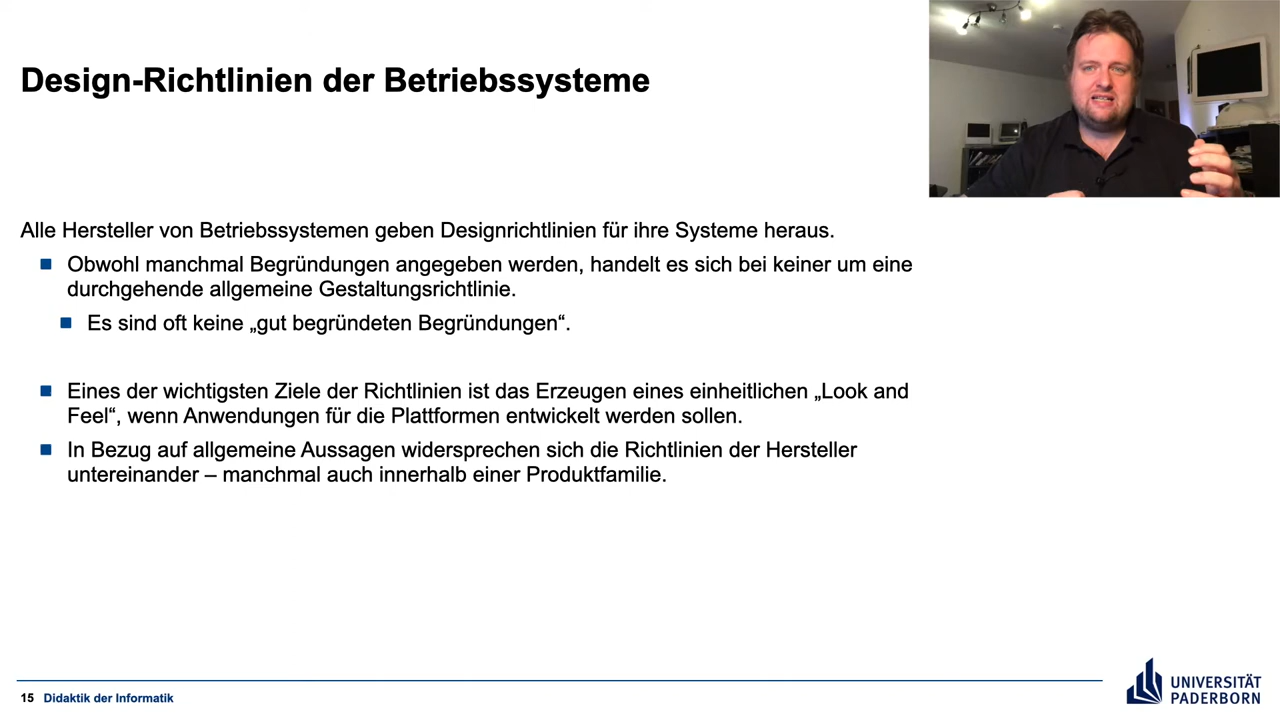 Design-Richtlinien der Betriebssysteme
Alle Hersteller von Betriebssystemen geben Designrichtlinien für ihre Systeme heraus.
Obwohl manchmal Begründungen angegeben werden, handelt es sich bei keiner um eine
durchgehende allgemeine Gestaltungsrichtlinie.
Es sind oft keine „gut begründeten Begründungen“.
Eines der wichtigsten Ziele der Richtlinien ist das Erzeugen eines einheitlichen „Look and
Feel“, wenn Anwendungen für die Plattformen entwickelt werden sollen.
In Bezug auf allgemeine Aussagen widersprechen sich die Richtlinien der Hersteller
untereinander – manchmal auch innerhalb einer Produktfamilie.
15 Didaktik der Informatik
UNIVERSITÄT
PADERBORN